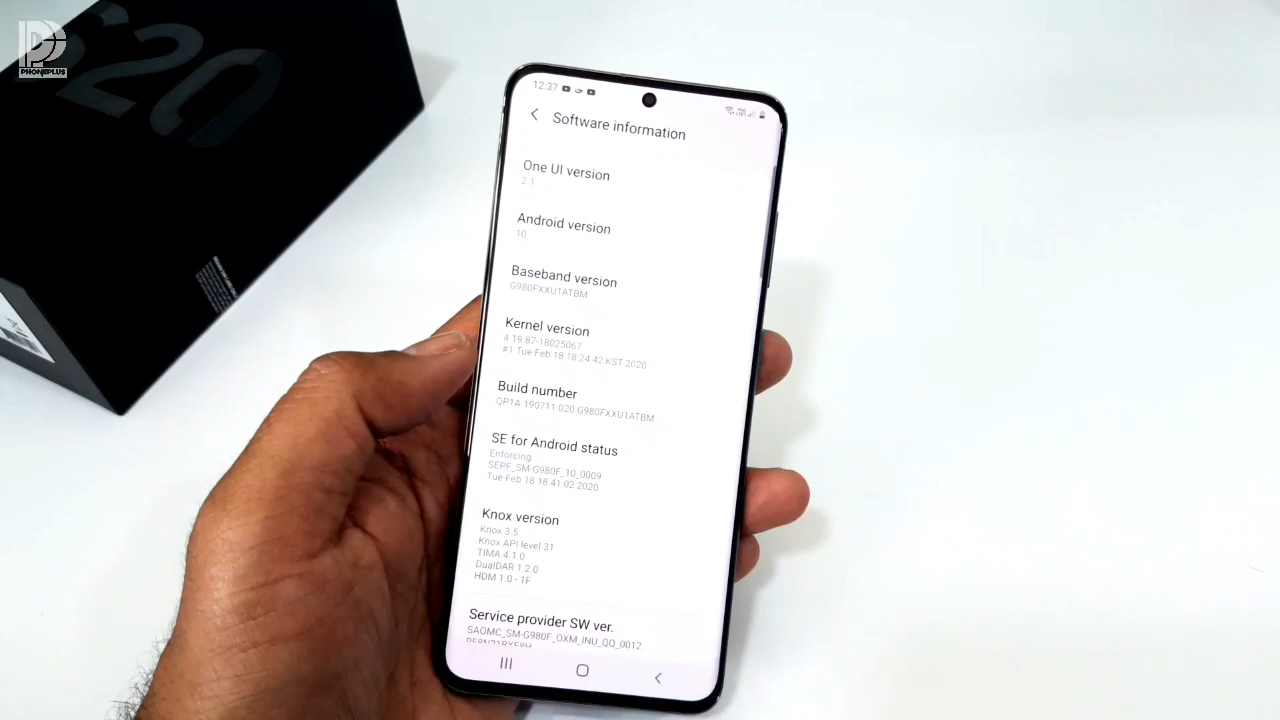 PHONEPLUS
S20
12:37
Software information
One UI version
2.1
Android version
10
Baseband version
G980FXXU1ATBM
Kernel version
4.19.87-18025067
#1 Tue Feb 18 18:24:42 KST 2020
Build number
QP1A.190711.020.G980FXXU1ATBM
SE for Android status
Enforcing
SEPF_SM-G980F_10_0009
Tue Feb 18 18:41:02 2020
Knox version
Knox 3.5
Knox API level 31
TIMA 4.1.0
DualDAR 1.2.0
HDM 1.0 - 1F
Service provider SW ver.
SAOMC_SM-G980F_OXM_INU_QQ_0012